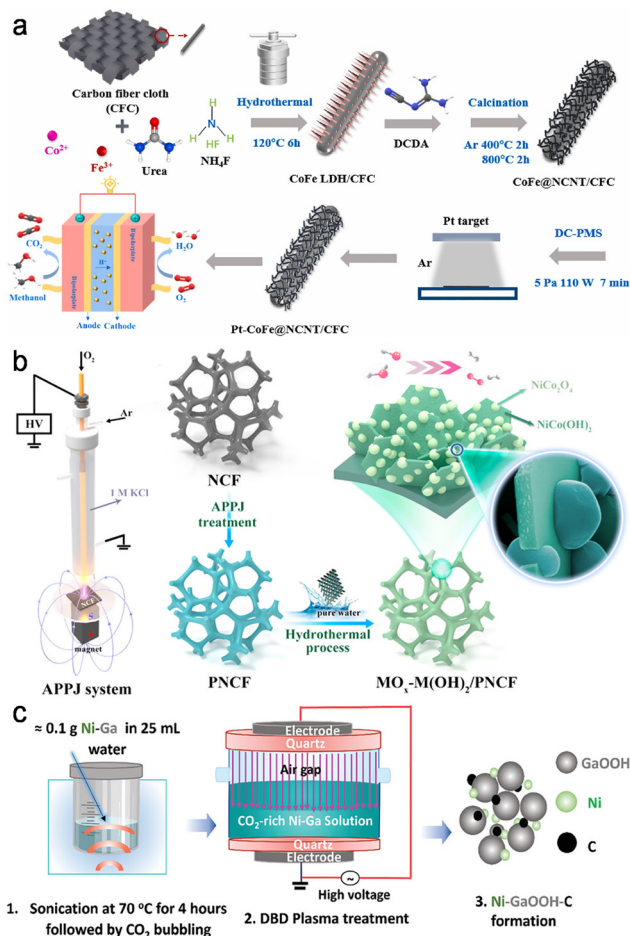 a
Carbon fiber cloth
(CFC)
+
Co²⁺
Fe³⁺
Urea
H
N
H
H
HF
NH₄F
Hydrothermal
120°C 6h
CoFe LDH/CFC
DCDA
Calcination
Ar 400°C 2h
800°C 2h
CoFe@NCNT/CFC
CO₂
Methanol
Bipolarplate
H⁺
Bipolarplate
H₂O
O₂
Anode
Cathode
Pt-CoFe@NCNT/CFC
Pt target
Ar
DC-PMS
5 Pa 110 W 7 min
b
O₂
HV
Ar
1 M KCl
NCF
S
magnet
APPJ system
NCF
APPJ
treatment
PNCF
pure water
Hydrothermal
process
NiCo₂O₄
NiCo(OH)₂
MOₓ-M(OH)₂/PNCF
c
≈ 0.1 g Ni-Ga in 25 mL
water
1. Sonication at 70 °C for 4 hours
followed by CO₂ bubbling
Electrode
Quartz
Air gap
CO₂-rich Ni-Ga Solution
Quartz
Electrode
~
High voltage
2. DBD Plasma treatment
GaOOH
Ni
C
3. Ni-GaOOH-C
formation